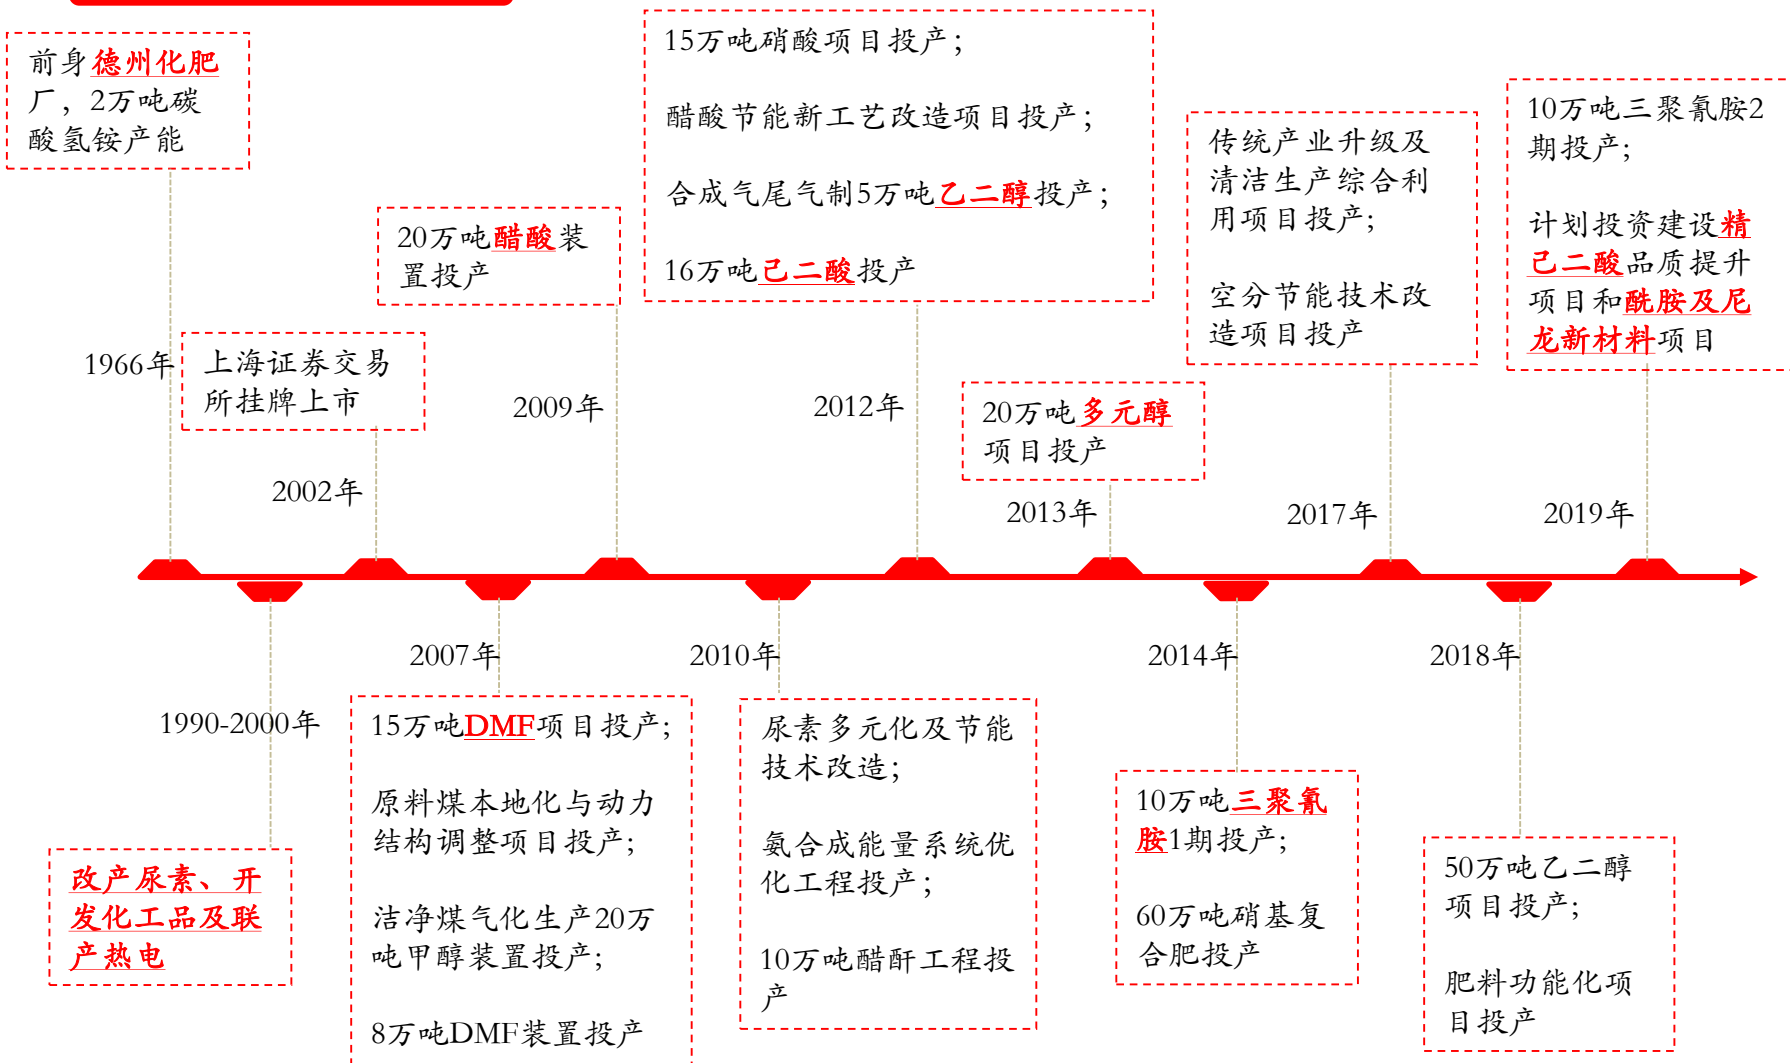 前身德州化肥
厂，2万吨碳
酸氢铵产能
1966年
上海证券交易
所挂牌上市
2002年
20万吨醋酸装
置投产
2009年
15万吨硝酸项目投产；
醋酸节能新工艺改造项目投产；
合成气尾气制5万吨乙二醇投产；
16万吨己二酸投产
2012年
20万吨多元醇
项目投产
2013年
传统产业升级及
清洁生产综合利
用项目投产；
空分节能技术改
造项目投产
2017年
10万吨三聚氰胺2
期投产；
计划投资建设精
己二酸品质提升
项目和酰胺及尼
龙新材料项目
2019年
1990-2000年
改产尿素、开
发化工品及联
产热电
2007年
15万吨DMF项目投产；
原料煤本地化与动力
结构调整项目投产；
洁净煤气化生产20万
吨甲醇装置投产；
8万吨DMF装置投产
2010年
尿素多元化及节能
技术改造；
氨合成能量系统优
化工程投产；
10万吨醋酐工程投
产
2014年
10万吨三聚氰
胺1期投产；
60万吨硝基复
合肥投产
2018年
50万吨乙二醇
项目投产；
肥料功能化项
目投产